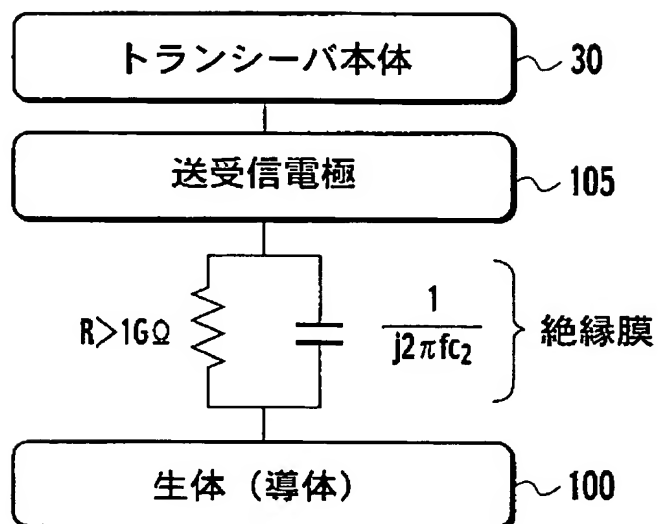 トランシーバ本体 30
送受信電極 105
R>1GΩ
1
j2πfc₂
絶縁膜
生体（導体） 100